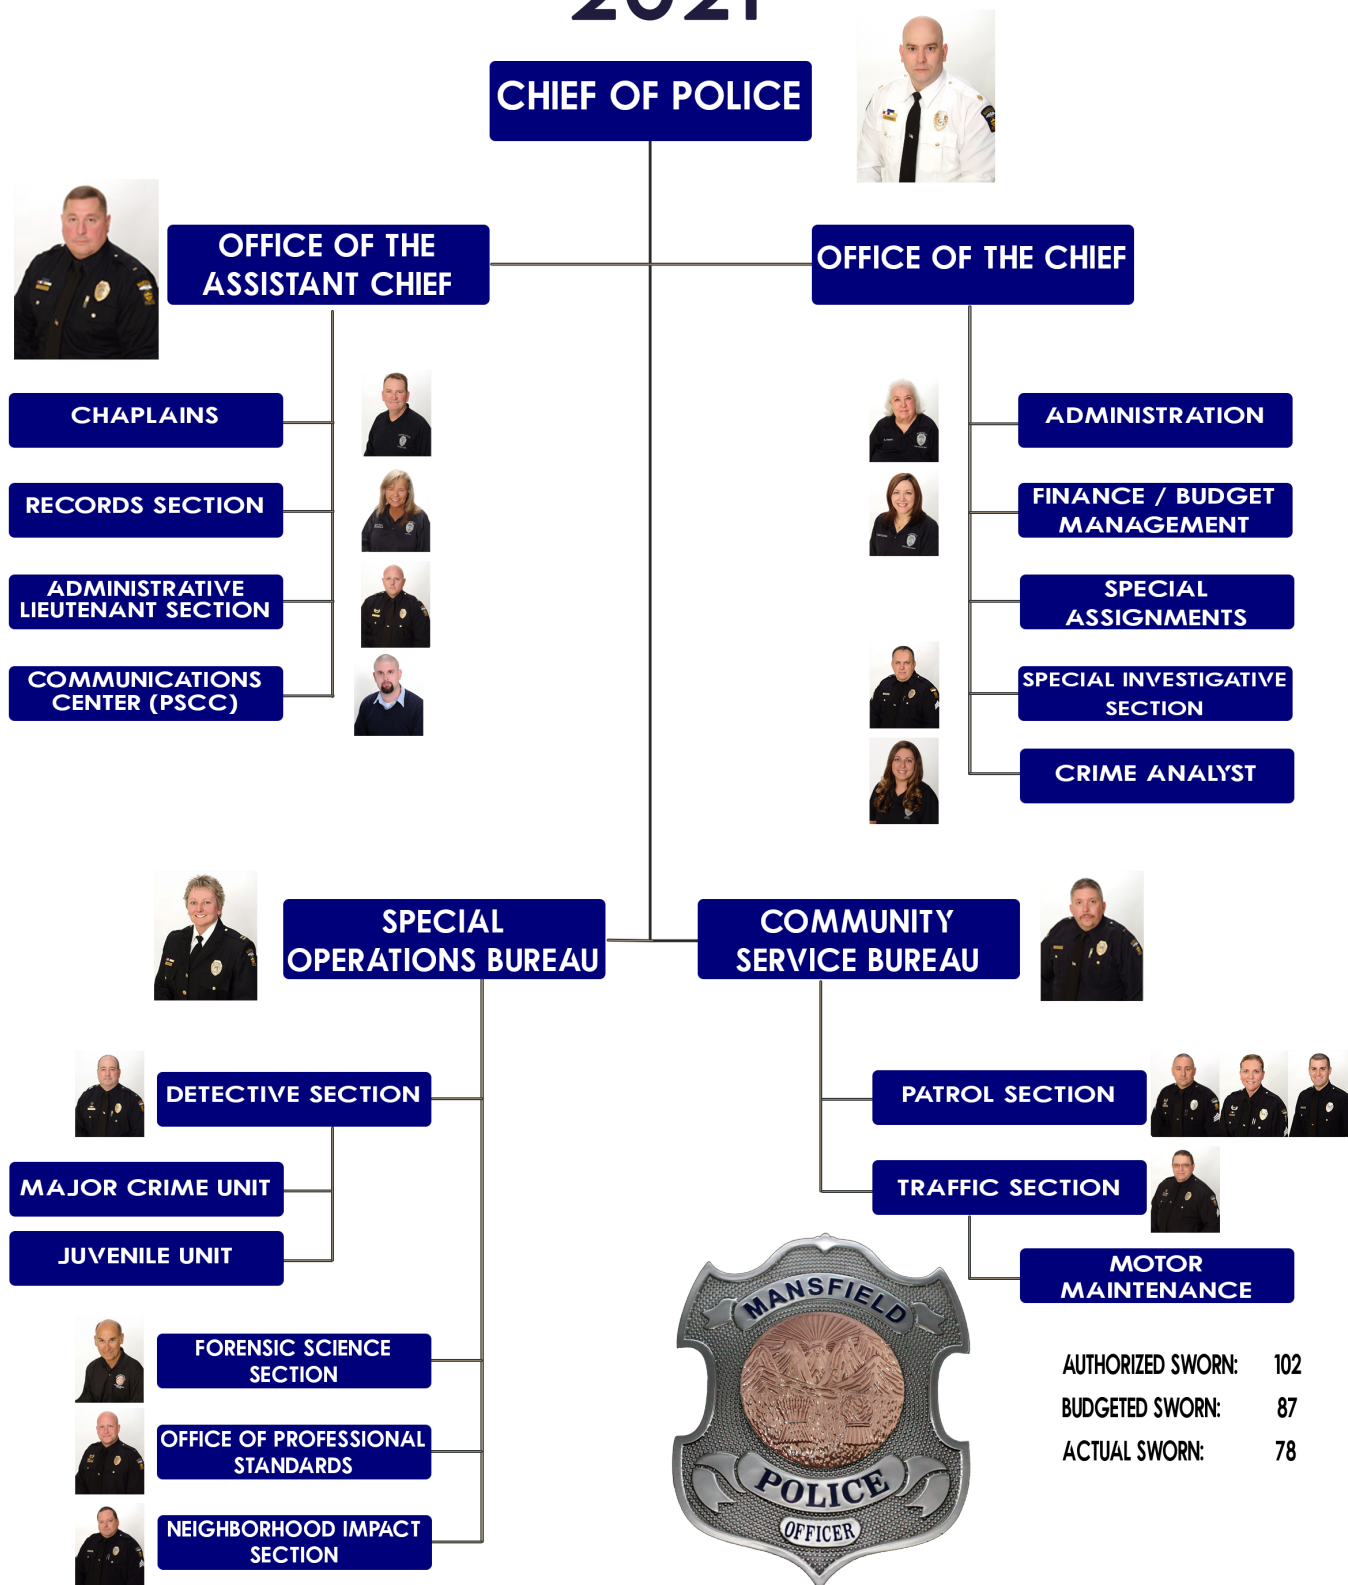 2021
CHIEF OF POLICE
OFFICE OF THE
ASSISTANT CHIEF
OFFICE OF THE CHIEF
CHAPLAINS
RECORDS SECTION
ADMINISTRATIVE
LIEUTENANT SECTION
COMMUNICATIONS
CENTER (PSCC)
ADMINISTRATION
FINANCE / BUDGET
MANAGEMENT
SPECIAL
ASSIGNMENTS
SPECIAL INVESTIGATIVE
SECTION
CRIME ANALYST
SPECIAL
OPERATIONS BUREAU
COMMUNITY
SERVICE BUREAU
DETECTIVE SECTION
MAJOR CRIME UNIT
JUVENILE UNIT
FORENSIC SCIENCE
SECTION
OFFICE OF PROFESSIONAL
STANDARDS
NEIGHBORHOOD IMPACT
SECTION
PATROL SECTION
TRAFFIC SECTION
MOTOR
MAINTENANCE
MANSFIELD
POLICE
OFFICER
AUTHORIZED SWORN: 102
BUDGETED SWORN: 87
ACTUAL SWORN: 78